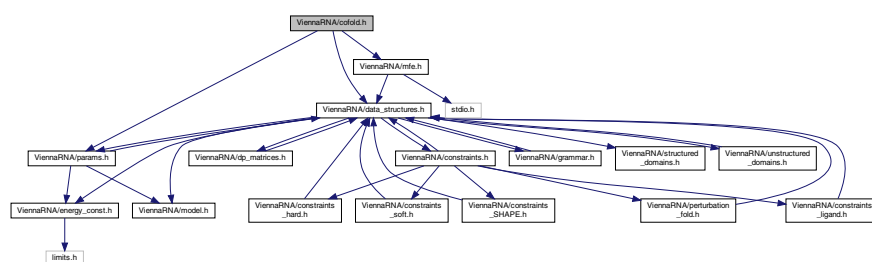 ViennaRNA/cofold.h
ViennaRNA/mfe.h
ViennaRNA/data_structures.h
stdio.h
ViennaRNA/params.h
ViennaRNA/dp_matrices.h
ViennaRNA/constraints.h
ViennaRNA/grammar.h
ViennaRNA/structured
_domains.h
ViennaRNA/unstructured
_domains.h
ViennaRNA/energy_const.h
ViennaRNA/model.h
ViennaRNA/constraints
_hard.h
ViennaRNA/constraints
_soft.h
ViennaRNA/constraints
_SHAPE.h
ViennaRNA/perturbation
_fold.h
ViennaRNA/constraints
_ligand.h
limits.h